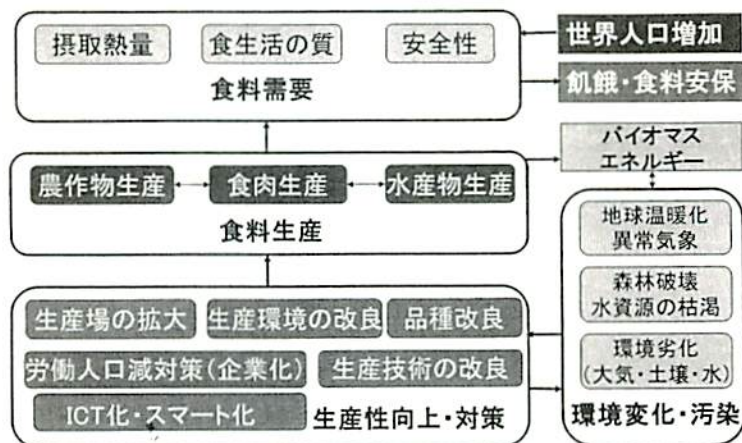 摂取熱量 食生活の質 安全性
食料需要
世界人口増加
飢餓・食料安保
農作物生産 食肉生産 水産物生産
食料生産
バイオマス
エネルギー
地球温暖化
異常気象
森林破壊
水資源の枯渇
環境劣化
(大気・土壌・水)
環境変化・汚染
生産場の拡大 生産環境の改良 品種改良
労働人口減対策(企業化) 生産技術の改良
ICT化・スマート化
生産性向上・対策